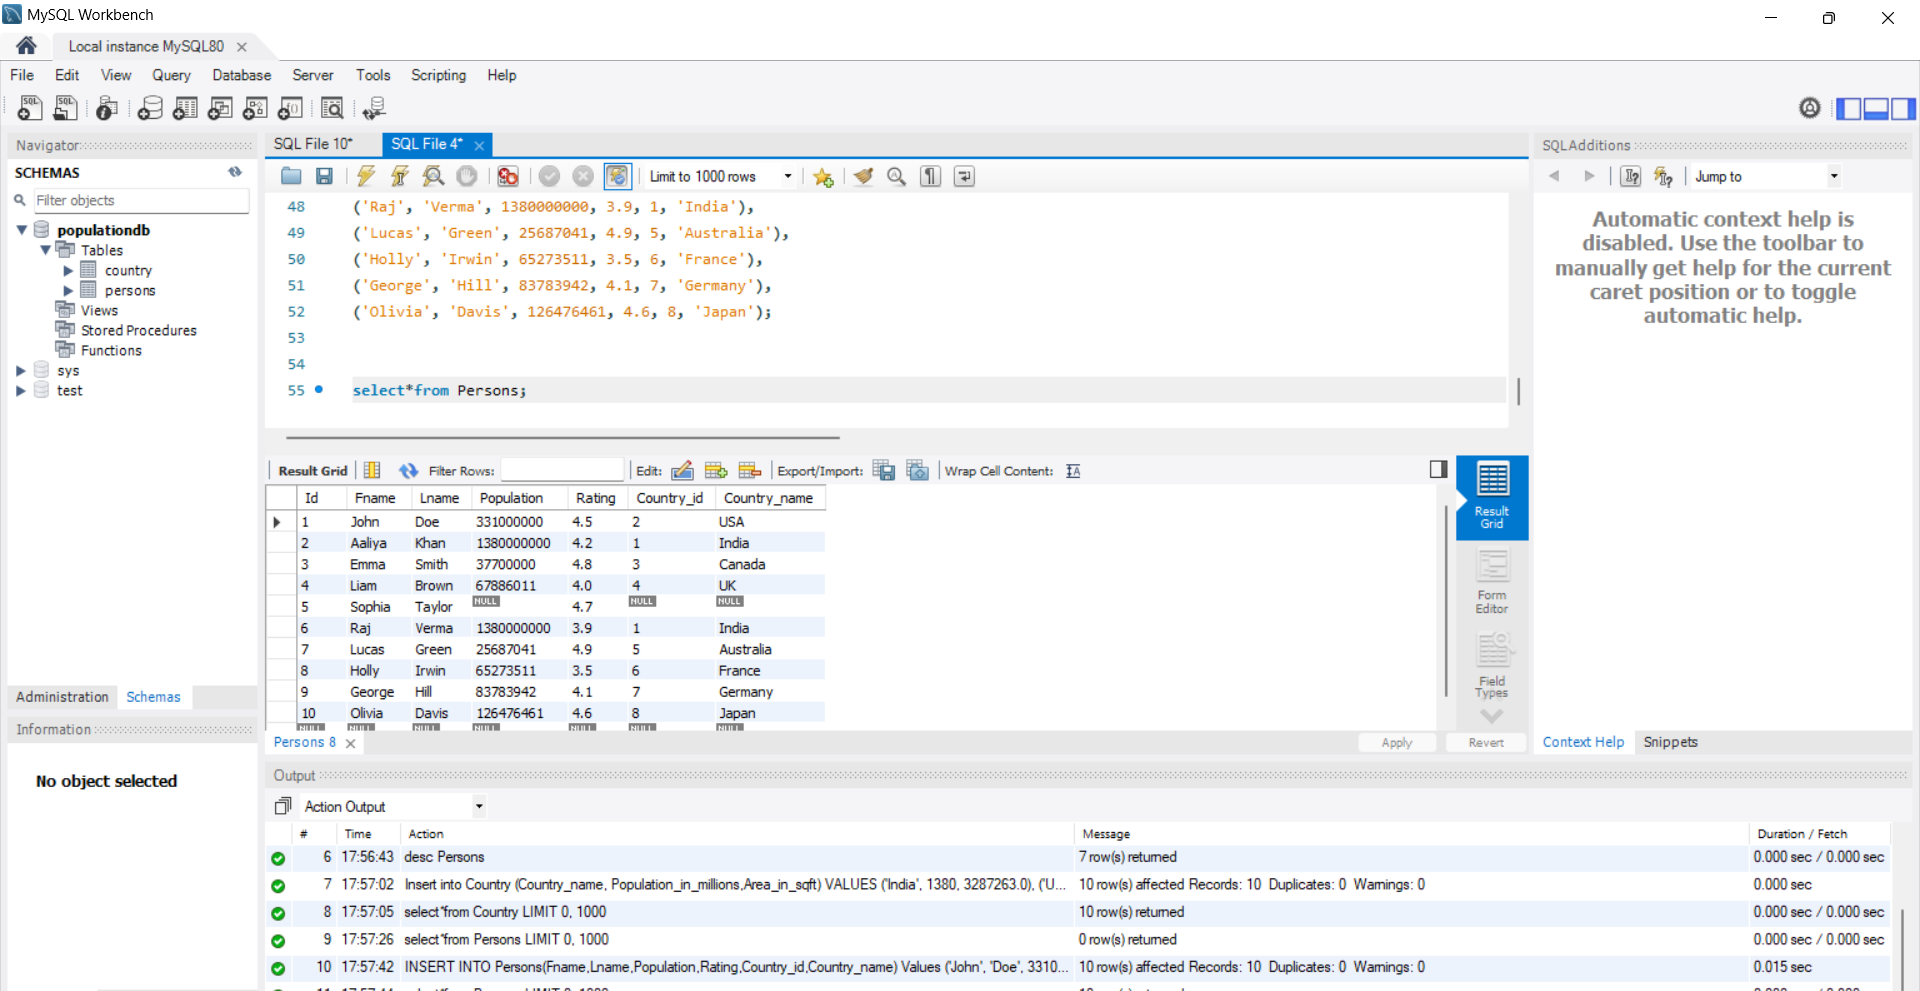 MySQL Workbench
Local instance MySQL80
File Edit View Query Database Server Tools Scripting Help
Navigator
SCHEMAS
Filter objects
populationdb
Tables
country
persons
Views
Stored Procedures
Functions
sys
test
Administration Schemas
Information
No object selected
SQL File 10* SQL File 4*
Limit to 1000 rows
48 ('Raj', 'Verma', 1380000000, 3.9, 1, 'India'),
49 ('Lucas', 'Green', 25687041, 4.9, 5, 'Australia'),
50 ('Holly', 'Irwin', 65273511, 3.5, 6, 'France'),
51 ('George', 'Hill', 83783942, 4.1, 7, 'Germany'),
52 ('Olivia', 'Davis', 126476461, 4.6, 8, 'Japan');
53
54
55 select*from Persons;
Result Grid Filter Rows: Edit: Export/Import: Wrap Cell Content:
Id Fname Lname Population Rating Country_id Country_name
1 John Doe 331000000 4.5 2 USA
2 Aaliya Khan 1380000000 4.2 1 India
3 Emma Smith 37700000 4.8 3 Canada
4 Liam Brown 67886011 4.0 4 UK
5 Sophia Taylor NULL 4.7 NULL NULL
6 Raj Verma 1380000000 3.9 1 India
7 Lucas Green 25687041 4.9 5 Australia
8 Holly Irwin 65273511 3.5 6 France
9 George Hill 83783942 4.1 7 Germany
10 Olivia Davis 126476461 4.6 8 Japan
NULL NULL NULL NULL NULL NULL NULL
Result
Grid
Form
Editor
Field
Types
Persons 8
Apply Revert
SQLAdditions
Jump to
Automatic context help is
disabled. Use the toolbar to
manually get help for the current
caret position or to toggle
automatic help.
Context Help Snippets
Output
Action Output
# Time Action Message Duration / Fetch
6 17:56:43 desc Persons 7 row(s) returned 0.000 sec / 0.000 sec
7 17:57:02 Insert into Country (Country_name, Population_in_millions,Area_in_sqft) VALUES ('India', 1380, 3287263.0), ('U... 10 row(s) affected Records: 10 Duplicates: 0 Warnings: 0 0.000 sec
8 17:57:05 select*from Country LIMIT 0, 1000 10 row(s) returned 0.000 sec / 0.000 sec
9 17:57:26 select*from Persons LIMIT 0, 1000 0 row(s) returned 0.000 sec / 0.000 sec
10 17:57:42 INSERT INTO Persons(Fname,Lname,Population,Rating,Country_id,Country_name) Values ('John', 'Doe', 3310... 10 row(s) affected Records: 10 Duplicates: 0 Warnings: 0 0.015 sec